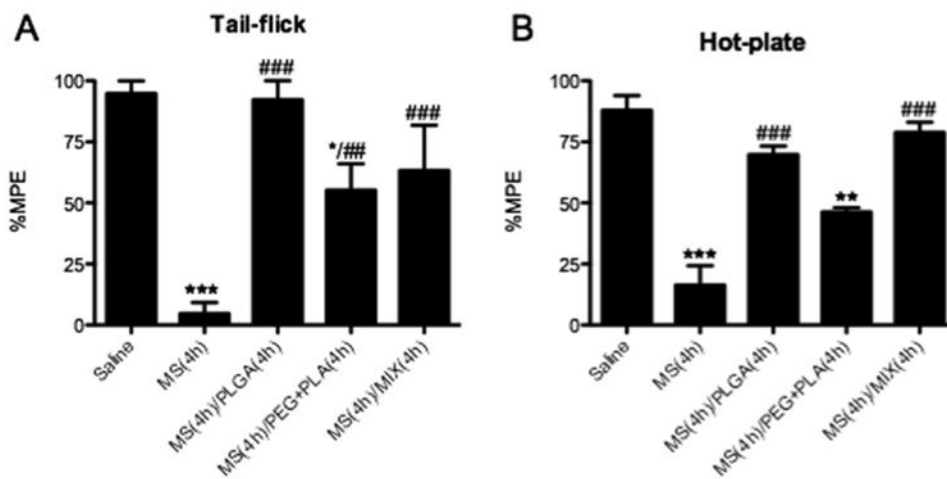 A
Tail-flick
%MPE
100
75
50
25
0
***
###
*/##
###
Saline
MS(4h)
MS(4h)/PLGA(4h)
MS(4h)/PEG+PLA(4h)
MS(4h)/MIX(4h)
B
Hot-plate
%MPE
100
75
50
25
0
***
###
**
###
Saline
MS(4h)
MS(4h)/PLGA(4h)
MS(4h)/PEG+PLA(4h)
MS(4h)/MIX(4h)